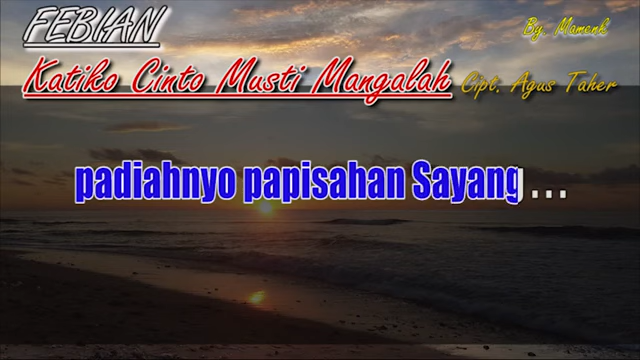 FEBIAN
By. Mamenk
Katiko Cinto Musti Mangalah
Cipt. Agus Taher
padiahnyo papisahan Sayang . . .